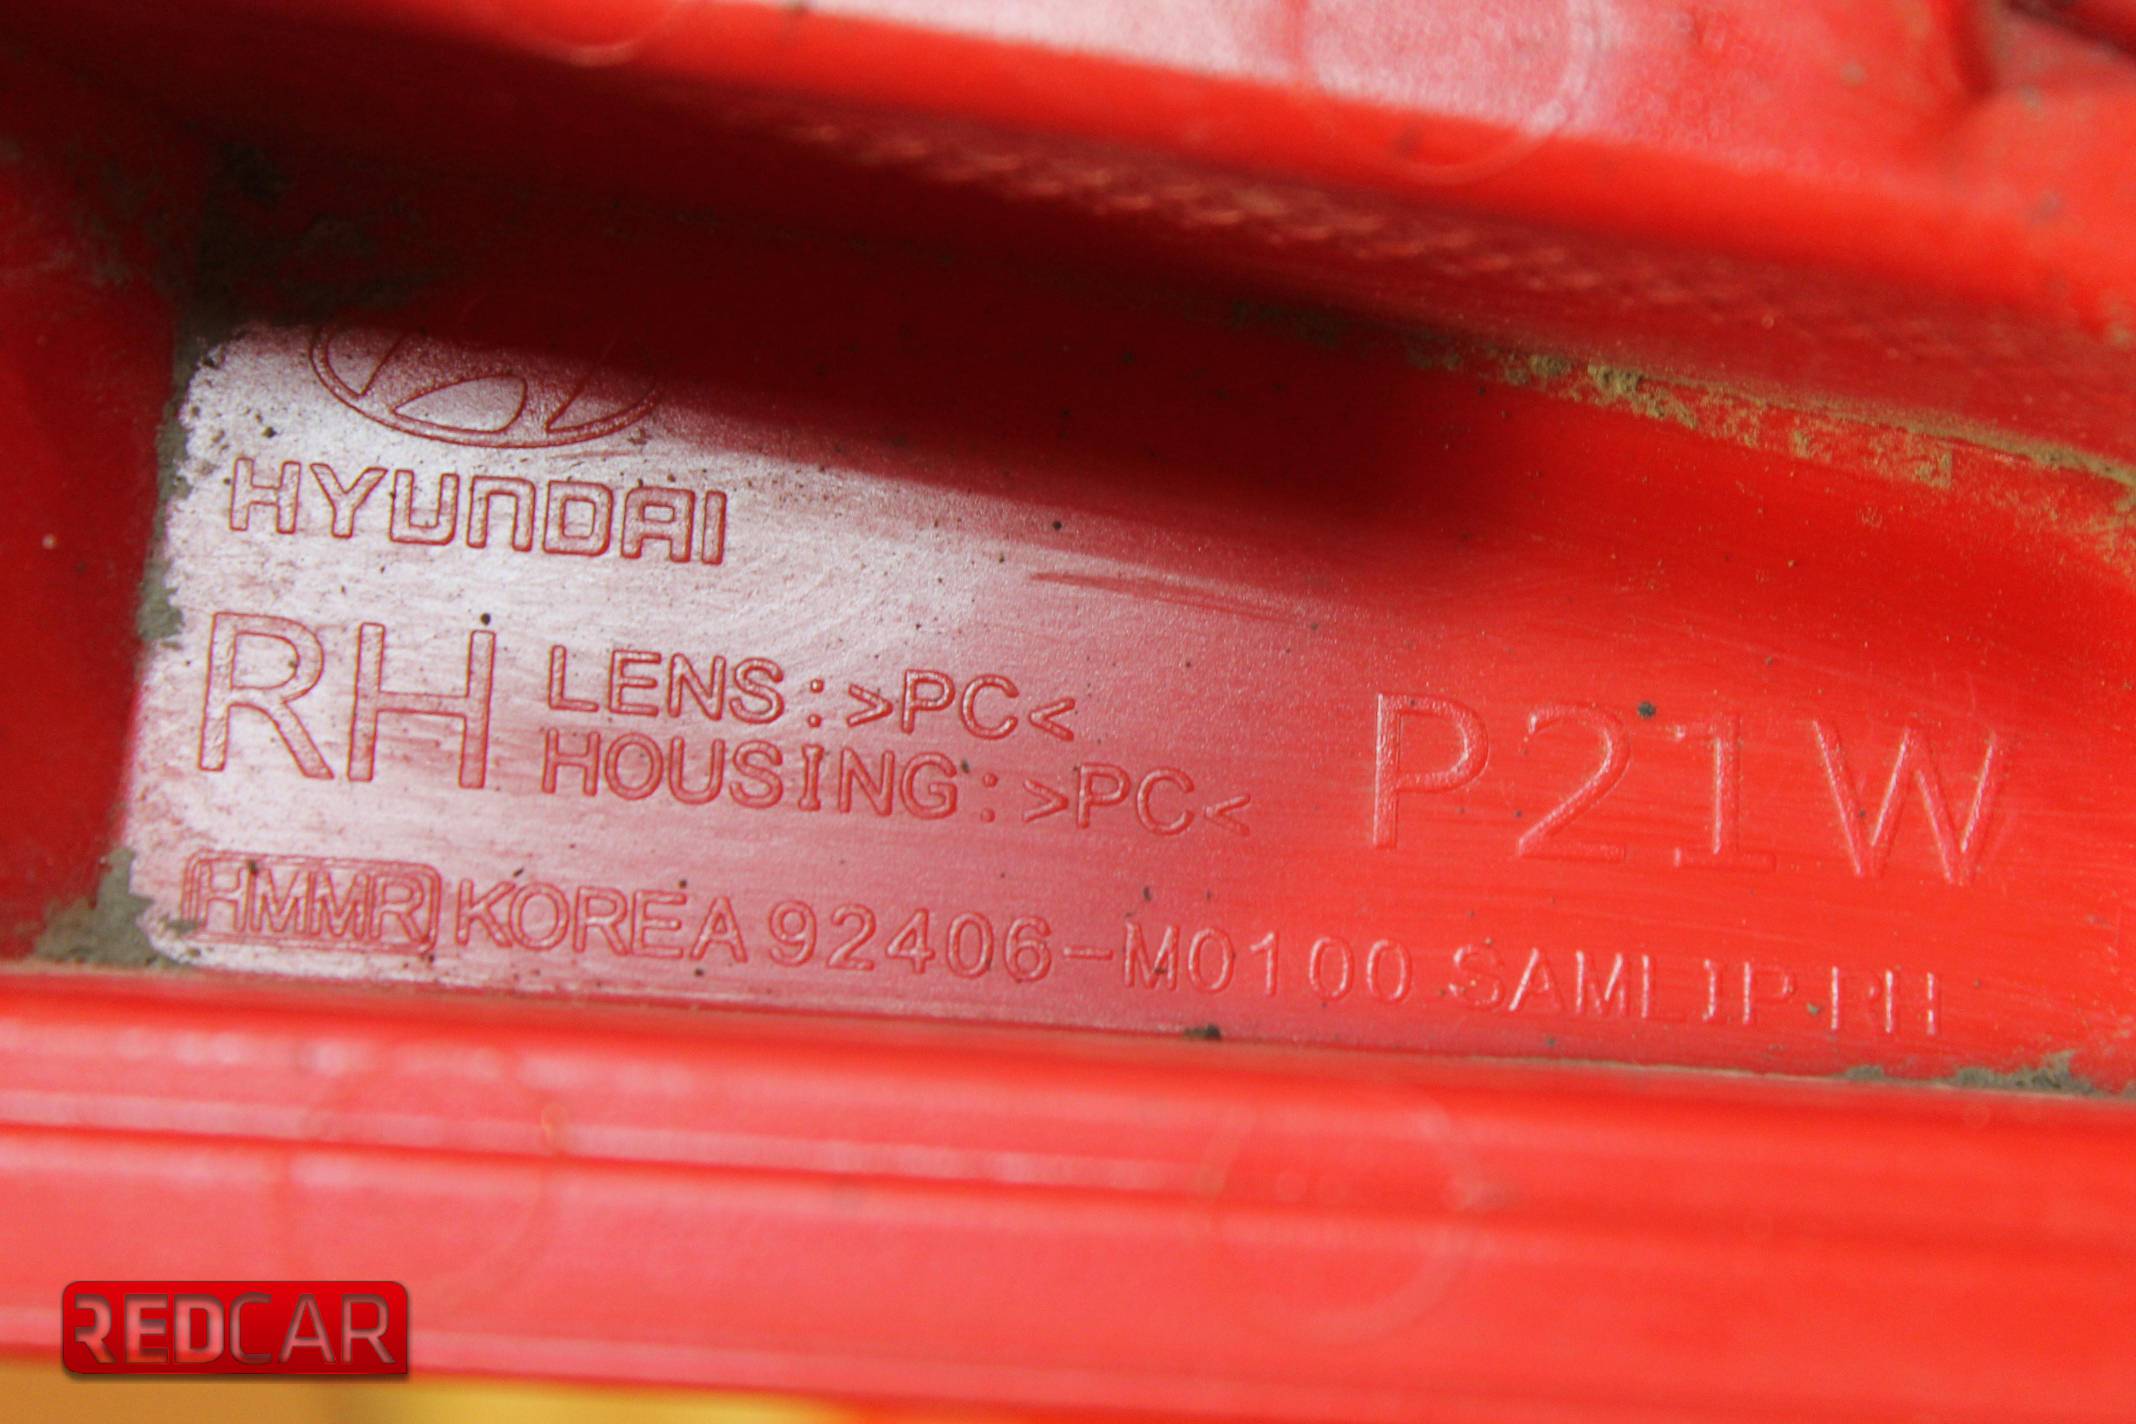 HYUNDAI
RH
LENS:>PC<
HOUSING:>PC<
P21W
HMMR KOREA 92406-M0100 SAMLIP.RH
REDCAR